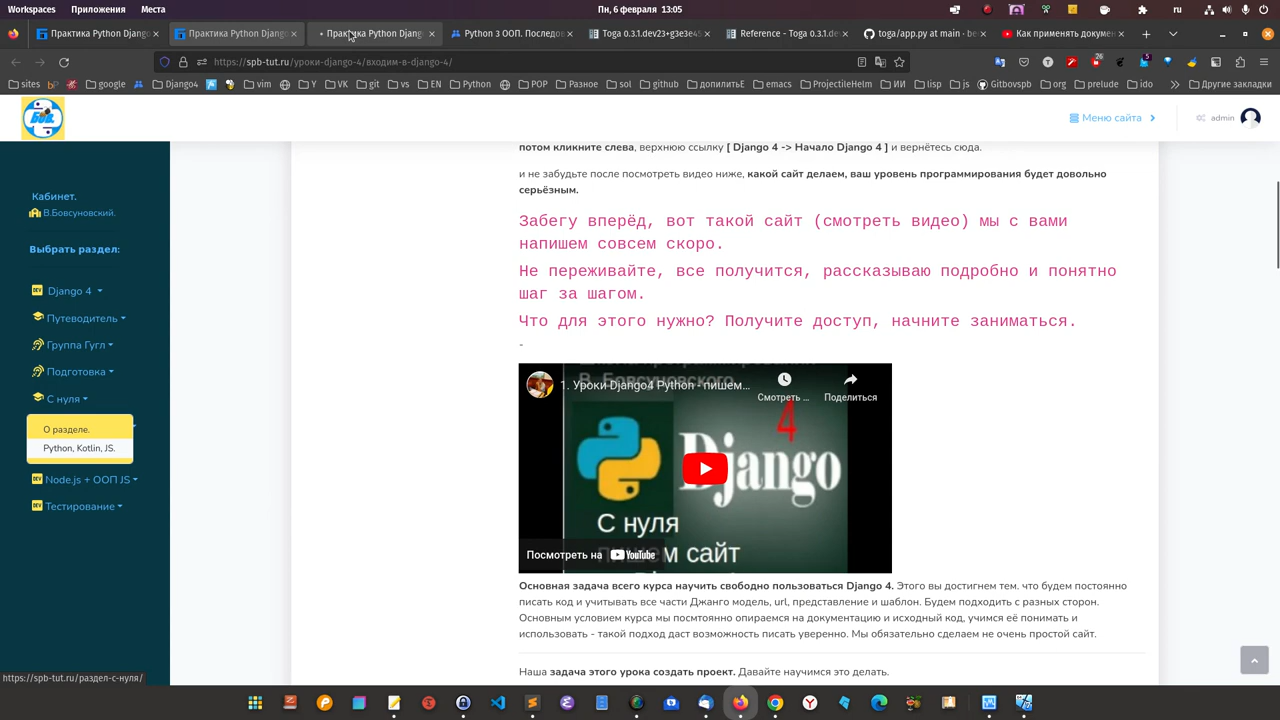 Workspaces Приложения Места Пн, 6 февраля 13:05 ru
Практика Python Django Практика Python Django Практика Python Django Python 3 ООП. Последов Toga 0.3.1.dev23+g3e3e45 Reference - Toga 0.3.1.de toga/app.py at main · be Как применять докумен
https://spb-tut.ru/уроки-django-4/входим-в-django-4/
sites b google Django4 vim Y VK git vs EN Python РОР Разное sol github допилитьЕ emacs ProjectileHelm ИИ lisp js Gitbovspb org prelude ido Другие закладки
Меню сайта admin
потом кликните слева, верхнюю ссылку [ Django 4 -> Начало Django 4 ] и вернётесь сюда.
и не забудьте после посмотреть видео ниже, какой сайт делаем, ваш уровень программирования будет довольно
серьёзным.
Кабинет.
В.Бовсуновский.
Выбрать раздел:
Django 4
Путеводитель
Группа Гугл
Подготовка
С нуля
О разделе.
Python, Kotlin, JS.
Node.js + ООП JS
Тестирование
Забегу вперёд, вот такой сайт (смотреть видео) мы с вами
напишем совсем скоро.
Не переживайте, все получится, рассказываю подробно и понятно
шаг за шагом.
Что для этого нужно? Получите доступ, начните заниматься.
-
1. Уроки Django4 Python - пишем...
Смотреть ... Поделиться
В. Бовсуновского
4
Django
С нуля
пишем сайт
Посмотреть на YouTube
Основная задача всего курса научить свободно пользоваться Django 4. Этого вы достигнем тем. что будем постоянно
писать код и учитывать все части Джанго модель, url, представление и шаблон. Будем подходить с разных сторон.
Основным условием курса мы посмтоянно опираемся на документацию и исходный код, учимся её понимать и
использовать - такой подход даст возможность писать уверенно. Мы обязательно сделаем не очень простой сайт.
Наша задача этого урока создать проект. Давайте научимся это делать.
https://spb-tut.ru/раздел-с-нуля/